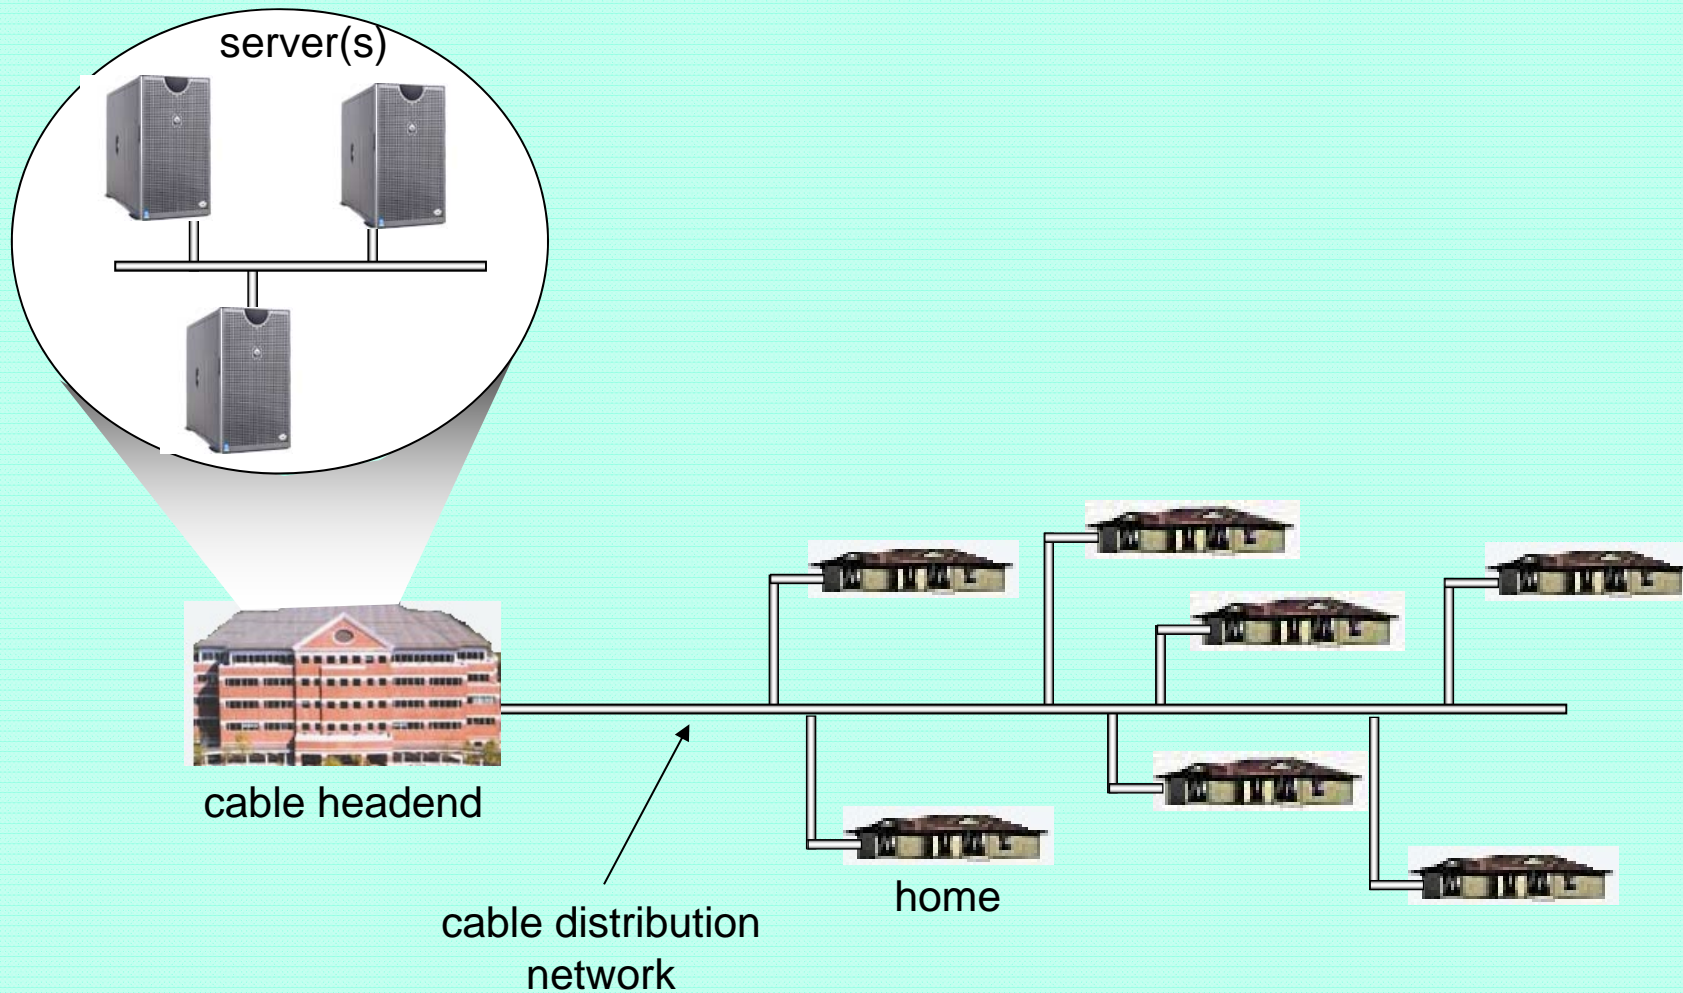 server(s)
cable headend
home
cable distribution
network